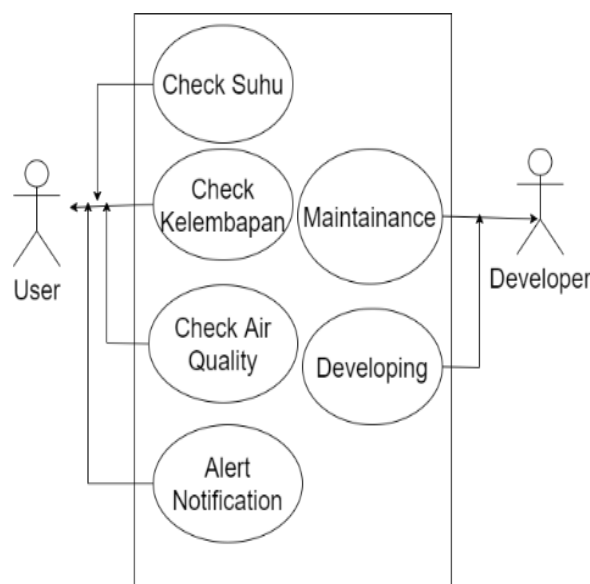 Check Suhu
Check
Kelembapan
Maintainance
User
Developer
Check Air
Quality
Developing
Alert
Notification